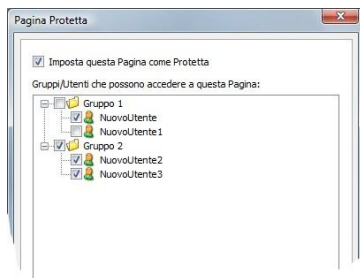 Pagina Protetta
Imposta questa Pagina come Protetta
Gruppi/Utenti che possono accedere a questa Pagina:
Gruppo 1
NuovoUtente
NuovoUtente1
Gruppo 2
NuovoUtente2
NuovoUtente3